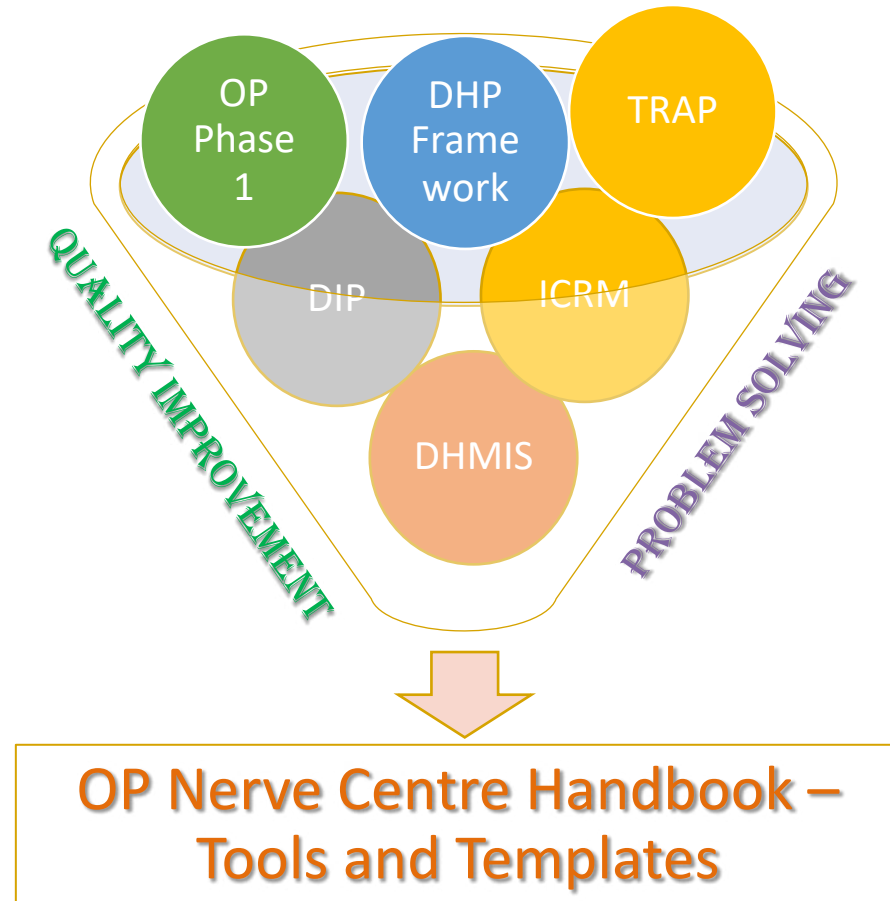 OP
Phase
1
DHP
Frame
work
TRAP
DIP
ICRM
DHMIS
QUALITY IMPROVEMENT
PROBLEM SOLVING
OP Nerve Centre Handbook –
Tools and Templates